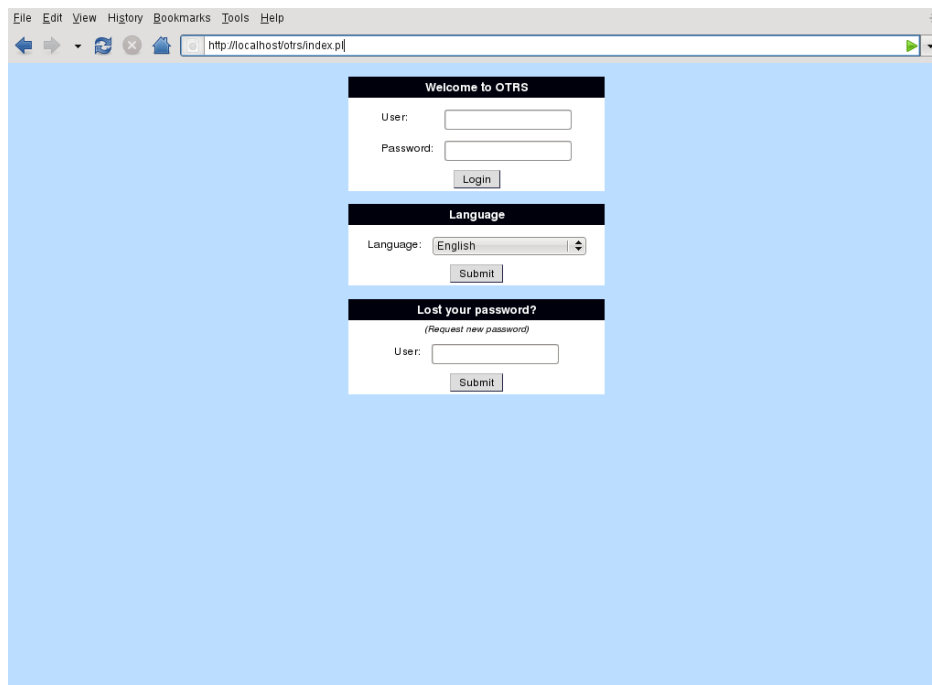 File Edit View History Bookmarks Tools Help
http://localhost/otrs/index.pl
Welcome to OTRS
User:
Password:
Login
Language
Language: English
Submit
Lost your password?
(Request new password)
User:
Submit